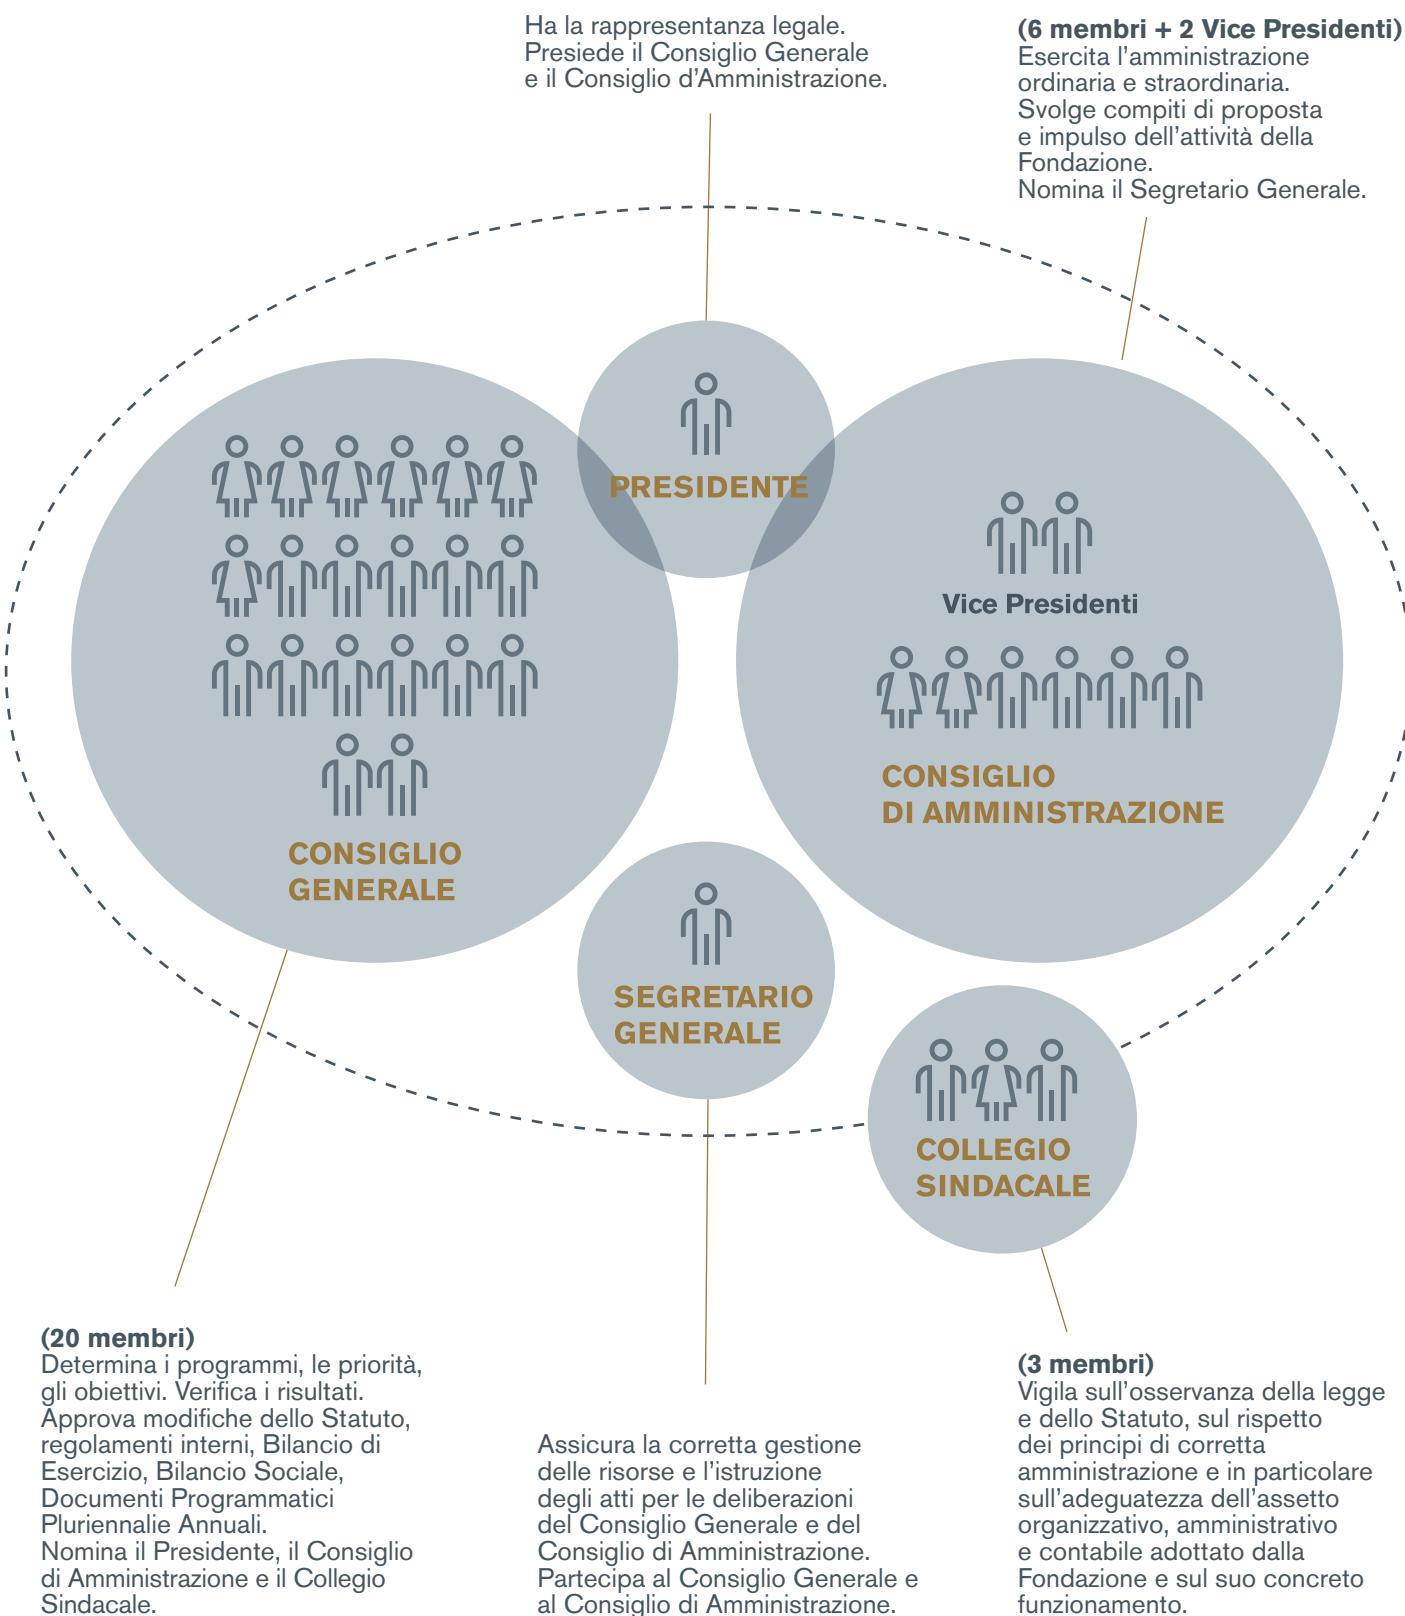 Ha la rappresentanza legale.
Presiede il Consiglio Generale
e il Consiglio d'Amministrazione.
(6 membri + 2 Vice Presidenti)
Esercita l'amministrazione
ordinaria e straordinaria.
Svolge compiti di proposta
e impulso dell'attività della
Fondazione.
Nomina il Segretario Generale.
PRESIDENTE
Vice Presidenti
CONSIGLIO
DI AMMINISTRAZIONE
CONSIGLIO
GENERALE
SEGRETARIO
GENERALE
COLLEGIO
SINDACALE
(20 membri)
Determina i programmi, le priorità,
gli obiettivi. Verifica i risultati.
Approva modifiche dello Statuto,
regolamenti interni, Bilancio di
Esercizio, Bilancio Sociale,
Documenti Programmatici
Pluriennalie Annuali.
Nomina il Presidente, il Consiglio
di Amministrazione e il Collegio
Sindacale.
Assicura la corretta gestione
delle risorse e l'istruzione
degli atti per le deliberazioni
del Consiglio Generale e del
Consiglio di Amministrazione.
Partecipa al Consiglio Generale e
al Consiglio di Amministrazione.
(3 membri)
Vigila sull'osservanza della legge
e dello Statuto, sul rispetto
dei principi di corretta
amministrazione e in particolare
sull'adeguatezza dell'assetto
organizzativo, amministrativo
e contabile adottato dalla
Fondazione e sul suo concreto
funzionamento.